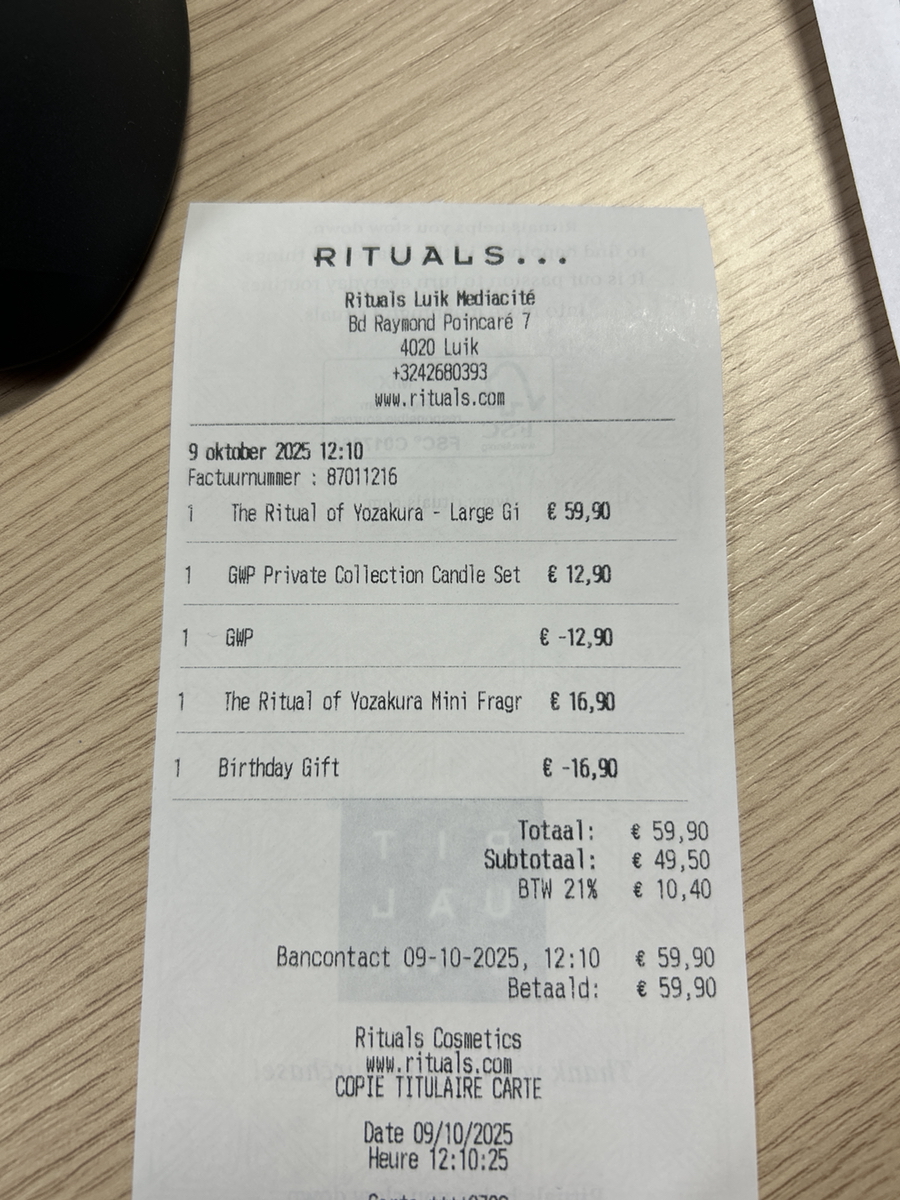 RITUALS...
Rituals Luik Mediacité
Bd Raymond Poincaré 7
4020 Luik
+3242680393
www.rituals.com
9 oktober 2025 12:10
Factuurnummer : 87011216
1 The Ritual of Yozakura - Large Gi € 59,90
1 GWP Private Collection Candle Set € 12,90
1 GWP € -12,90
1 The Ritual of Yozakura Mini Fragr € 16,90
1 Birthday Gift € -16,90
Totaal: € 59,90
Subtotaal: € 49,50
BTW 21% € 10,40
Bancontact 09-10-2025, 12:10 € 59,90
Betaald: € 59,90
Rituals Cosmetics
www.rituals.com
COPIE TITULAIRE CARTE
Date 09/10/2025
Heure 12:10:25